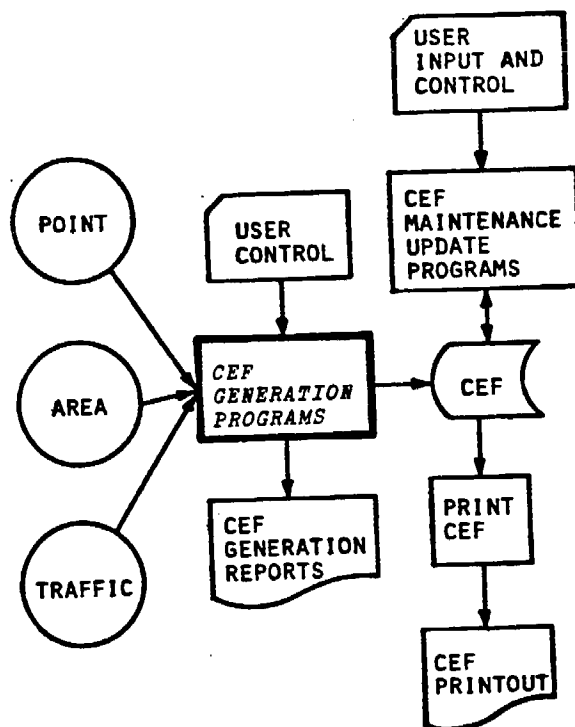 USER
INPUT AND
CONTROL
POINT
USER
CONTROL
CEF
MAINTENANCE
UPDATE
PROGRAMS
AREA
CEF
GENERATION
PROGRAMS
CEF
TRAFFIC
CEF
GENERATION
REPORTS
PRINT
CEF
CEF
PRINTOUT